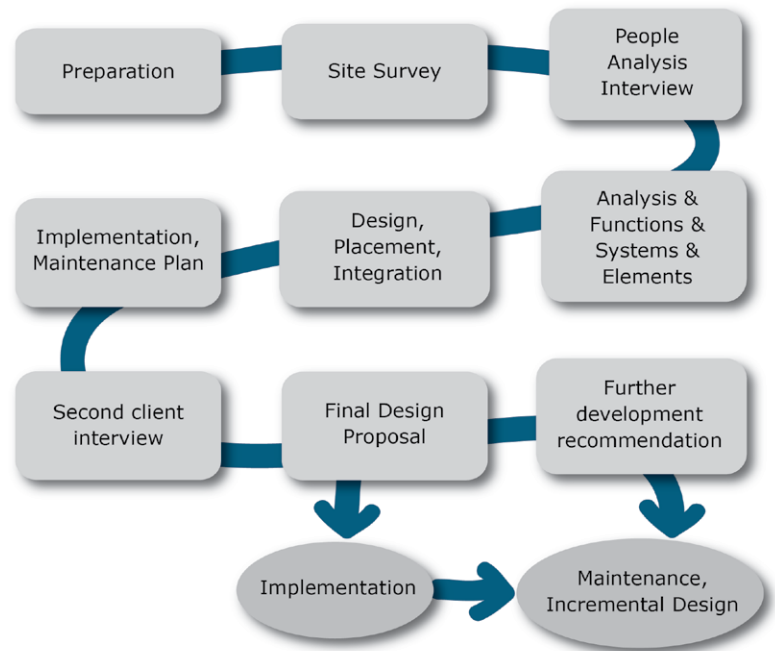 Preparation
Site Survey
People
Analysis
Interview
Analysis &
Functions &
Systems &
Elements
Design,
Placement,
Integration
Implementation,
Maintenance Plan
Second client
interview
Final Design
Proposal
Further
development
recommendation
Implementation
Maintenance,
Incremental Design